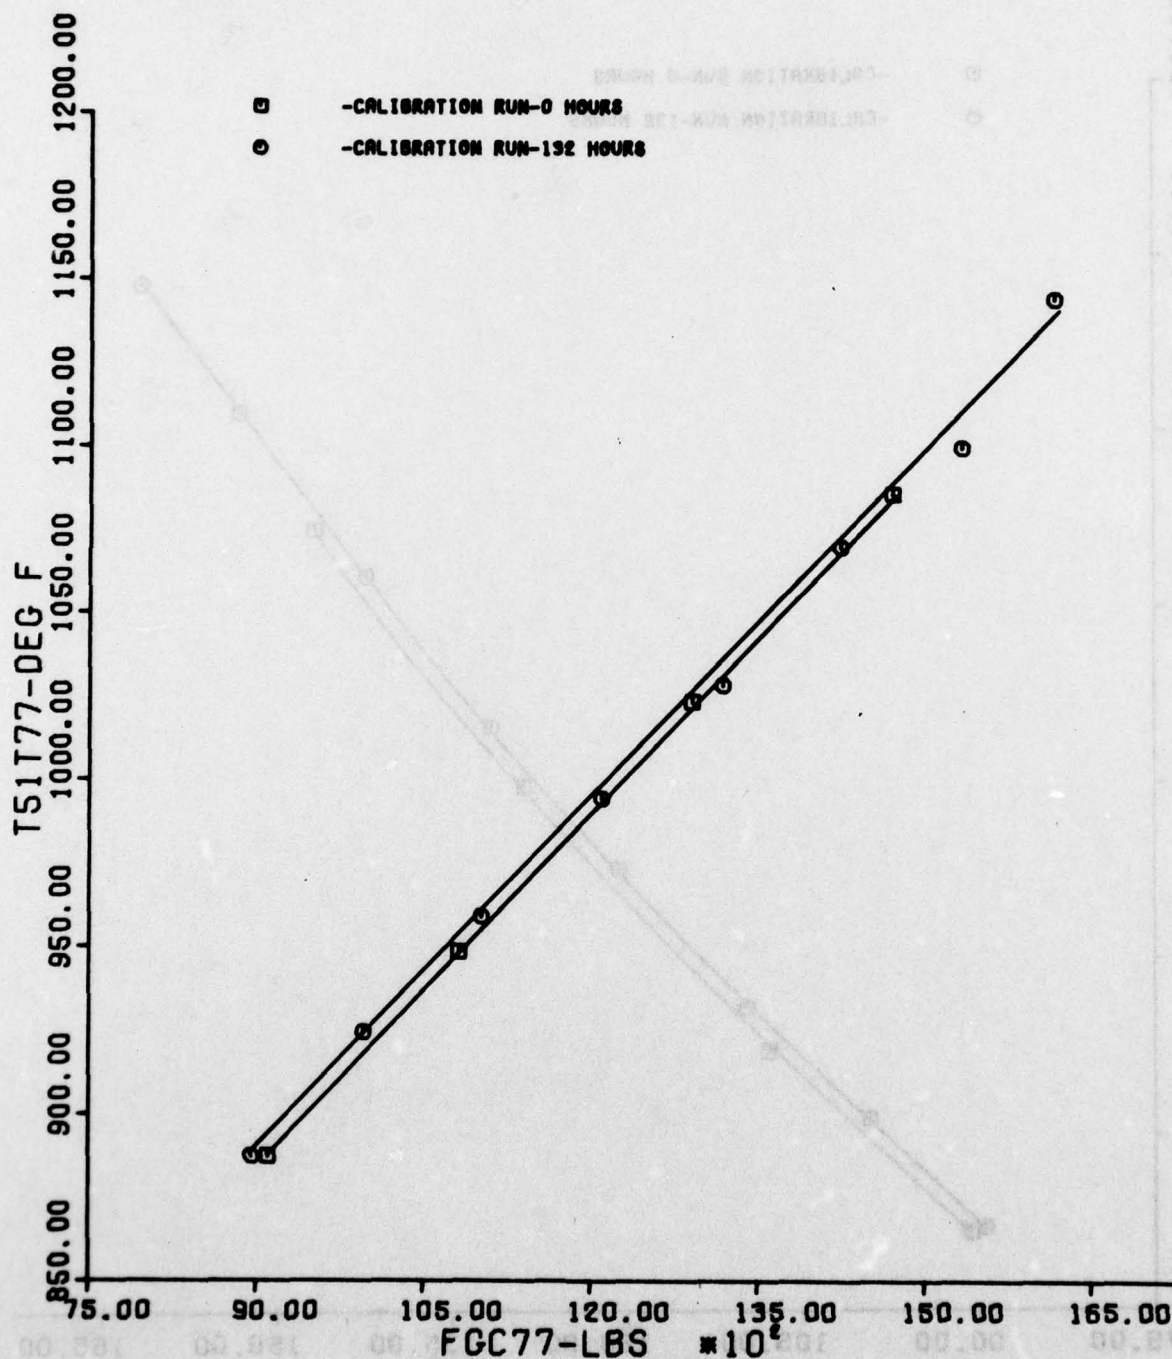 -CALIBRATION RUN-0 HOURS
-CALIBRATION RUN-132 HOURS
1200.00
1150.00
1100.00
1050.00
1000.00
950.00
900.00
850.00
T51T77-DEG F
75.00 90.00 105.00 120.00 135.00 150.00 165.00
FGC77-LBS *10²